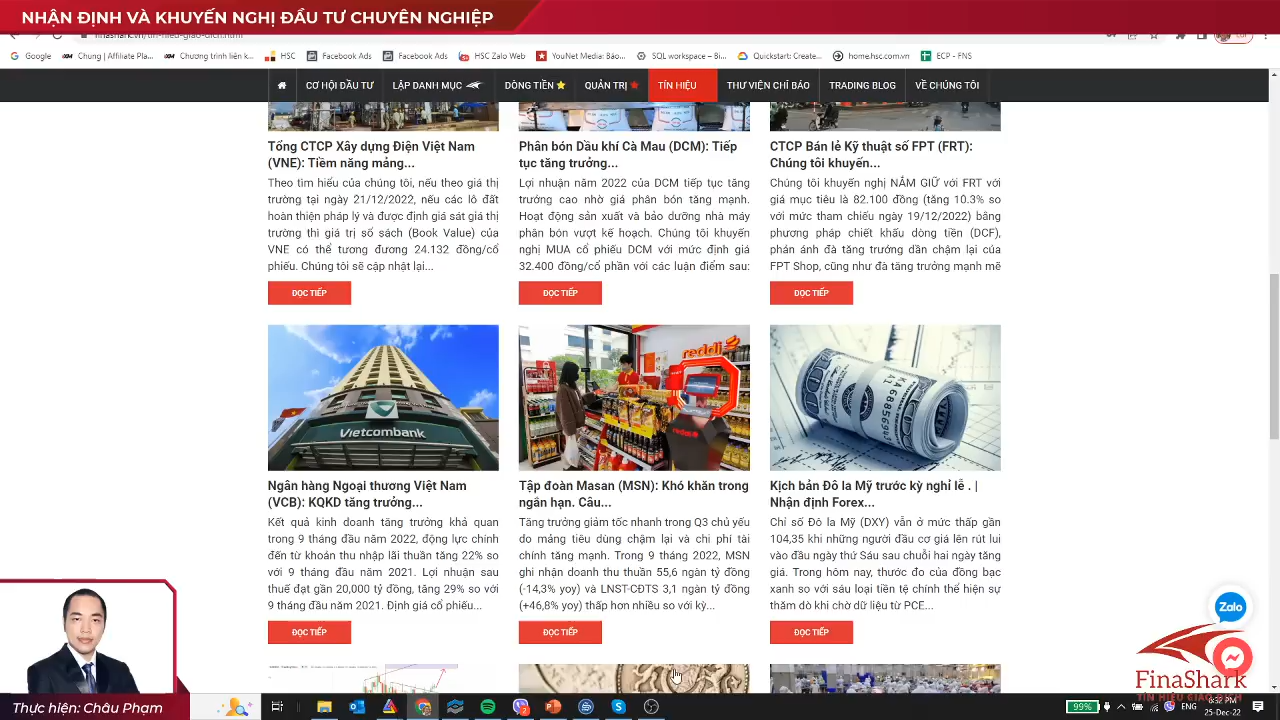 NHẬN ĐỊNH VÀ KHUYẾN NGHỊ ĐẦU TƯ CHUYÊN NGHIỆP
finashark.vn/tin-hieu-giao-dich.html
Google
Chung | Affiliate Pla...
Chương trình liên k...
HSC
Facebook Ads
Facebook Ads
HSC Zalo Web
YouNet Media: Báo...
SQL workspace – Bi...
Quickstart: Create...
home.hsc.com.vn
ECP - FNS
CƠ HỘI ĐẦU TƯ
LẬP DANH MỤC
DÒNG TIỀN
QUẢN TRỊ
TÍN HIỆU
THƯ VIỆN CHỈ BÁO
TRADING BLOG
VỀ CHÚNG TÔI
Tổng CTCP Xây dựng Điện Việt Nam
(VNE): Tiềm năng mảng...
Theo tìm hiểu của chúng tôi, nếu theo giá thị
trường tại ngày 21/12/2022, nếu các lô đất
hoàn thiện pháp lý và được định giá sát giá thị
trường thì giá trị sổ sách (Book Value) của
VNE có thể tương đương 24.132 đồng/cổ
phiếu. Chúng tôi sẽ cập nhật lại...
ĐỌC TIẾP
Phân bón Dầu khí Cà Mau (DCM): Tiếp
tục tăng trưởng...
Lợi nhuận năm 2022 của DCM tiếp tục tăng
trưởng cao nhờ giá phân bón tăng mạnh.
Hoạt động sản xuất và bảo dưỡng nhà máy
phân bón vượt kế hoạch. Chúng tôi khuyến
nghị MUA cổ phiếu DCM với mức định giá
32.400 đồng/cổ phần với các luận điểm sau:
ĐỌC TIẾP
CTCP Bán lẻ Kỹ thuật số FPT (FRT):
Chúng tôi khuyến...
Chúng tôi khuyến nghị NẮM GIỮ với FRT với
giá mục tiêu là 82.100 đồng (tăng 10.3% so
với mức tham chiếu ngày 19/12/2022) bằng
phương pháp chiết khấu dòng tiền (DCF),
phản ánh đà tăng trưởng dần chậm lại của
FPT Shop, cũng như đà tăng trưởng mạnh mẽ
ĐỌC TIẾP
Vietcombank
Ngân hàng Ngoại thương Việt Nam
(VCB): KQKD tăng trưởng...
Kết quả kinh doanh tăng trưởng khả quan
trong 9 tháng đầu năm 2022, động lực chính
đến từ khoản thu nhập lãi thuần tăng 22% so
với 9 tháng đầu năm 2021. Lợi nhuận sau
thuế đạt gần 20,000 tỷ đồng, tăng 29% so với
9 tháng đầu năm 2021. Định giá cổ phiếu...
ĐỌC TIẾP
reddi
Tập đoàn Masan (MSN): Khó khăn trong
ngắn hạn. Câu...
Tăng trưởng giảm tốc nhanh trong Q3 chủ yếu
do mảng tiêu dùng chậm lại và chi phí tài
chính tăng mạnh. Trong 9 tháng 2022, MSN
ghi nhận doanh thu thuần 55,6 ngàn tỷ đồng
(-14,3% yoy) và LNST-CĐTS 3,1 ngàn tỷ đồng
(+46,8% yoy) thấp hơn nhiều so với kỳ...
ĐỌC TIẾP
Kịch bản Đô la Mỹ trước kỳ nghỉ lễ . |
Nhận định Forex...
Chỉ số Đô la Mỹ (DXY) vẫn ở mức thấp gần
104,35 khi những người đầu cơ giá lên rút lui
vào đầu ngày thứ Sáu sau chuỗi hai ngày tăng
giá. Trong hôm nay, thước đo của đồng bạc
xanh so với sáu loại tiền tệ chính thể hiện sự
thăm dò khi chờ dữ liệu từ PCE...
ĐỌC TIẾP
Zalo
FinaShark
TÍN HIỆU GIAO DỊCH
Thực hiện: Châu Phạm
99%
ENG
25-Dec-22